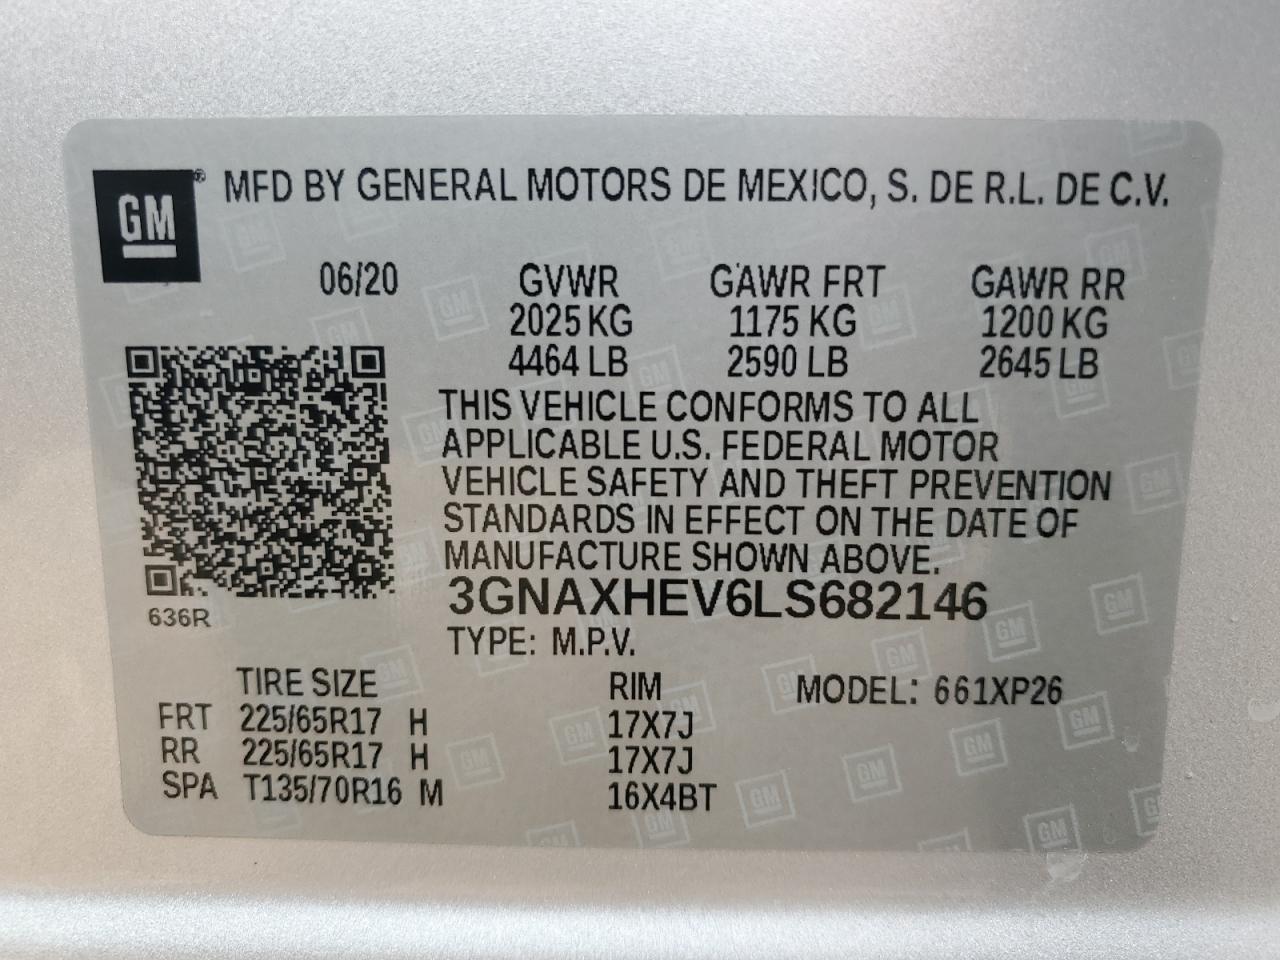 GM® MFD BY GENERAL MOTORS DE MEXICO, S. DE R.L. DE C.V.
06/20 GVWR GAWR FRT GAWR RR
2025 KG 1175 KG 1200 KG
4464 LB 2590 LB 2645 LB
THIS VEHICLE CONFORMS TO ALL
APPLICABLE U.S. FEDERAL MOTOR
VEHICLE SAFETY AND THEFT PREVENTION
STANDARDS IN EFFECT ON THE DATE OF
MANUFACTURE SHOWN ABOVE.
3GNAXHEV6LS682146
636R
TYPE: M.P.V.
TIRE SIZE RIM MODEL: 661XP26
FRT 225/65R17 H 17X7J
RR 225/65R17 H 17X7J
SPA T135/70R16 M 16X4BT